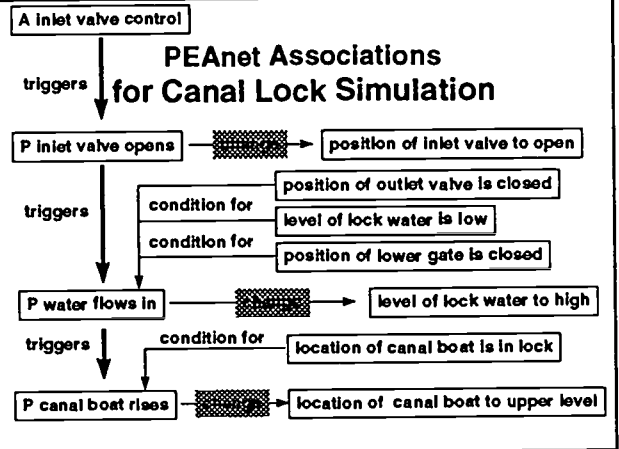 A inlet valve control
PEAnet Associations
triggers
for Canal Lock Simulation
P inlet valve opens
change
position of inlet valve to open
position of outlet valve is closed
triggers
condition for
level of lock water is low
condition for
position of lower gate is closed
P water flows in
change
level of lock water to high
triggers
condition for
location of canal boat is in lock
P canal boat rises
change
location of canal boat to upper level